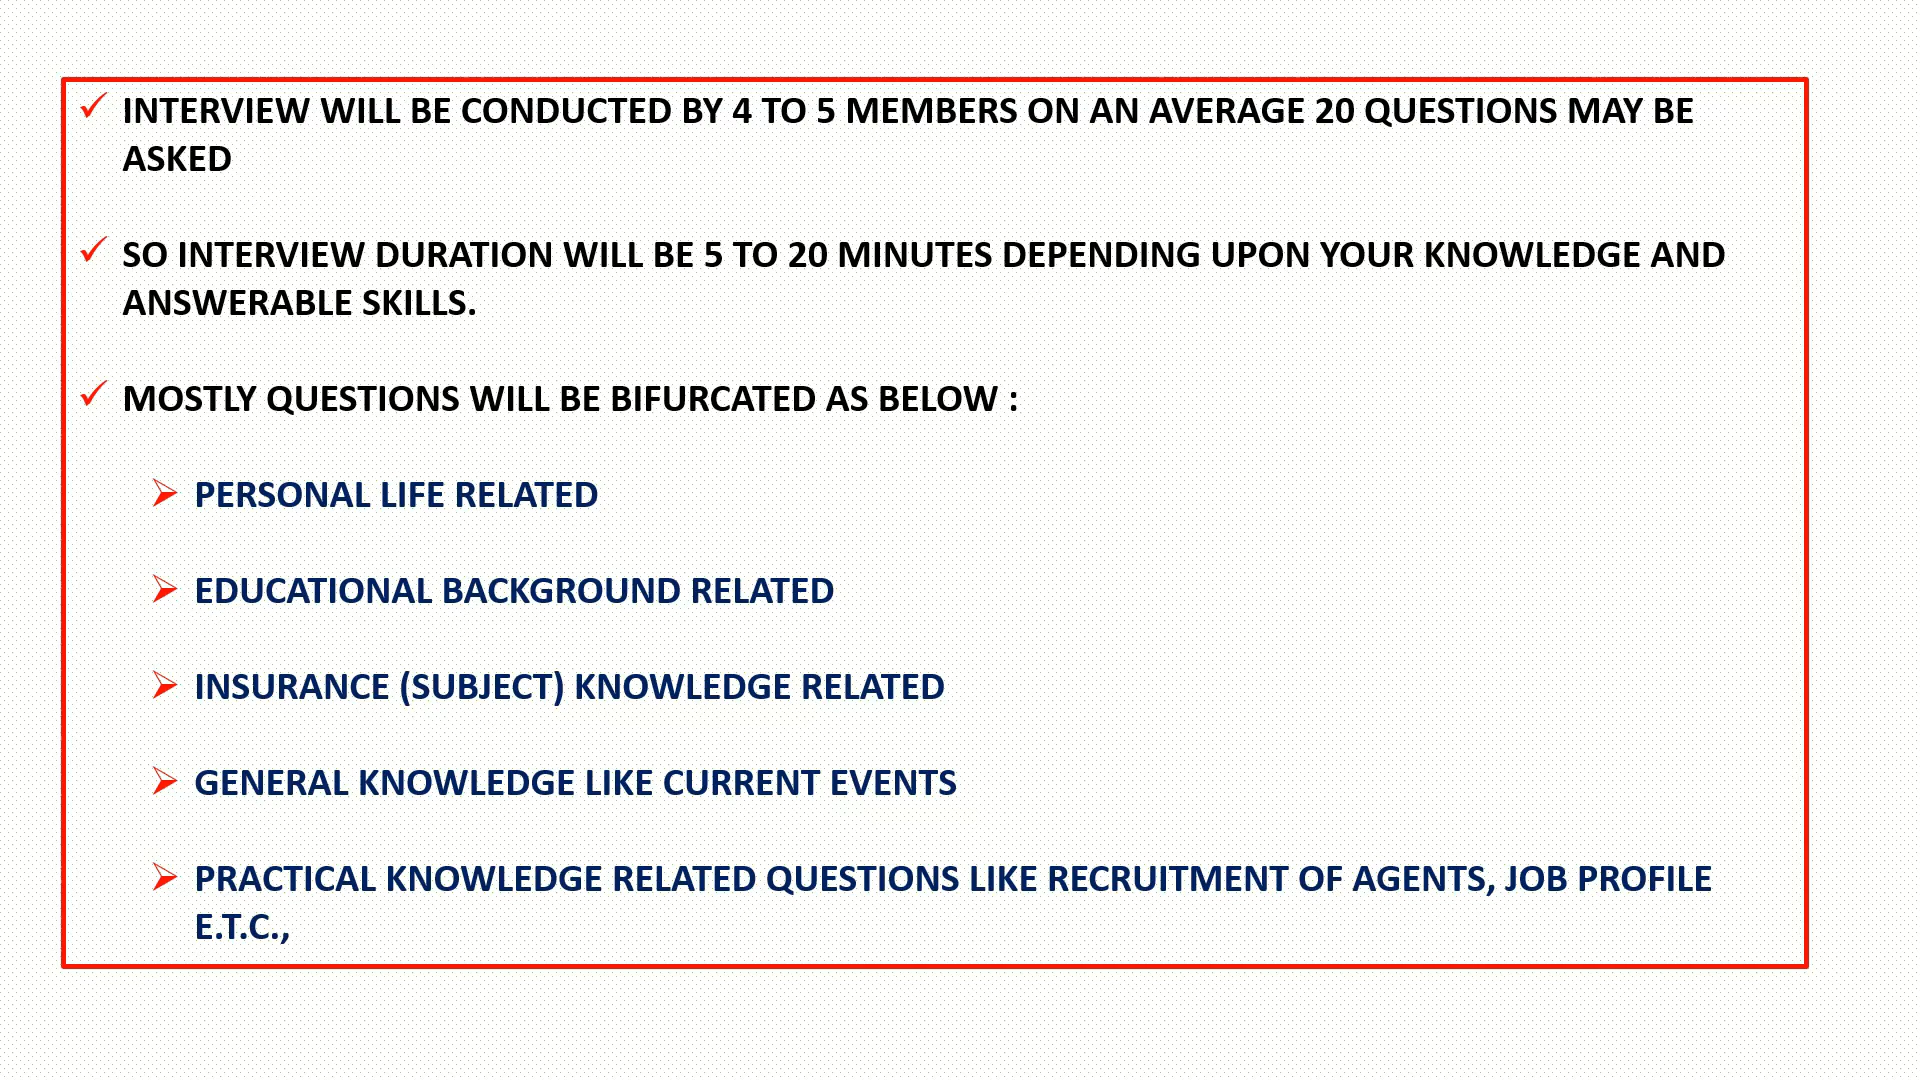 INTERVIEW WILL BE CONDUCTED BY 4 TO 5 MEMBERS ON AN AVERAGE 20 QUESTIONS MAY BE
ASKED
SO INTERVIEW DURATION WILL BE 5 TO 20 MINUTES DEPENDING UPON YOUR KNOWLEDGE AND
ANSWERABLE SKILLS.
MOSTLY QUESTIONS WILL BE BIFURCATED AS BELOW :
PERSONAL LIFE RELATED
EDUCATIONAL BACKGROUND RELATED
INSURANCE (SUBJECT) KNOWLEDGE RELATED
GENERAL KNOWLEDGE LIKE CURRENT EVENTS
PRACTICAL KNOWLEDGE RELATED QUESTIONS LIKE RECRUITMENT OF AGENTS, JOB PROFILE
E.T.C.,